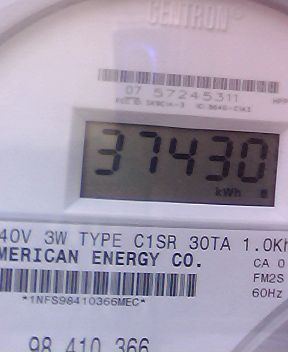 CENTRON®
07 57245311
37430
kWh
40V 3W TYPE C1SR 30TA 1.0Kh
MERICAN ENERGY CO.
CA 0
FM2S
60Hz
*1NFS98410366MEC*
98 410 366